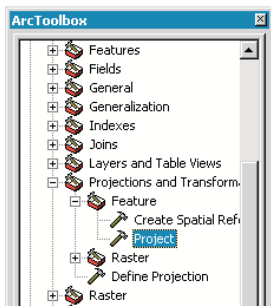 ArcToolbox
Features
Fields
General
Generalization
Indexes
Joins
Layers and Table Views
Projections and Transform
Feature
Create Spatial Ref
Project
Raster
Define Projection
Raster